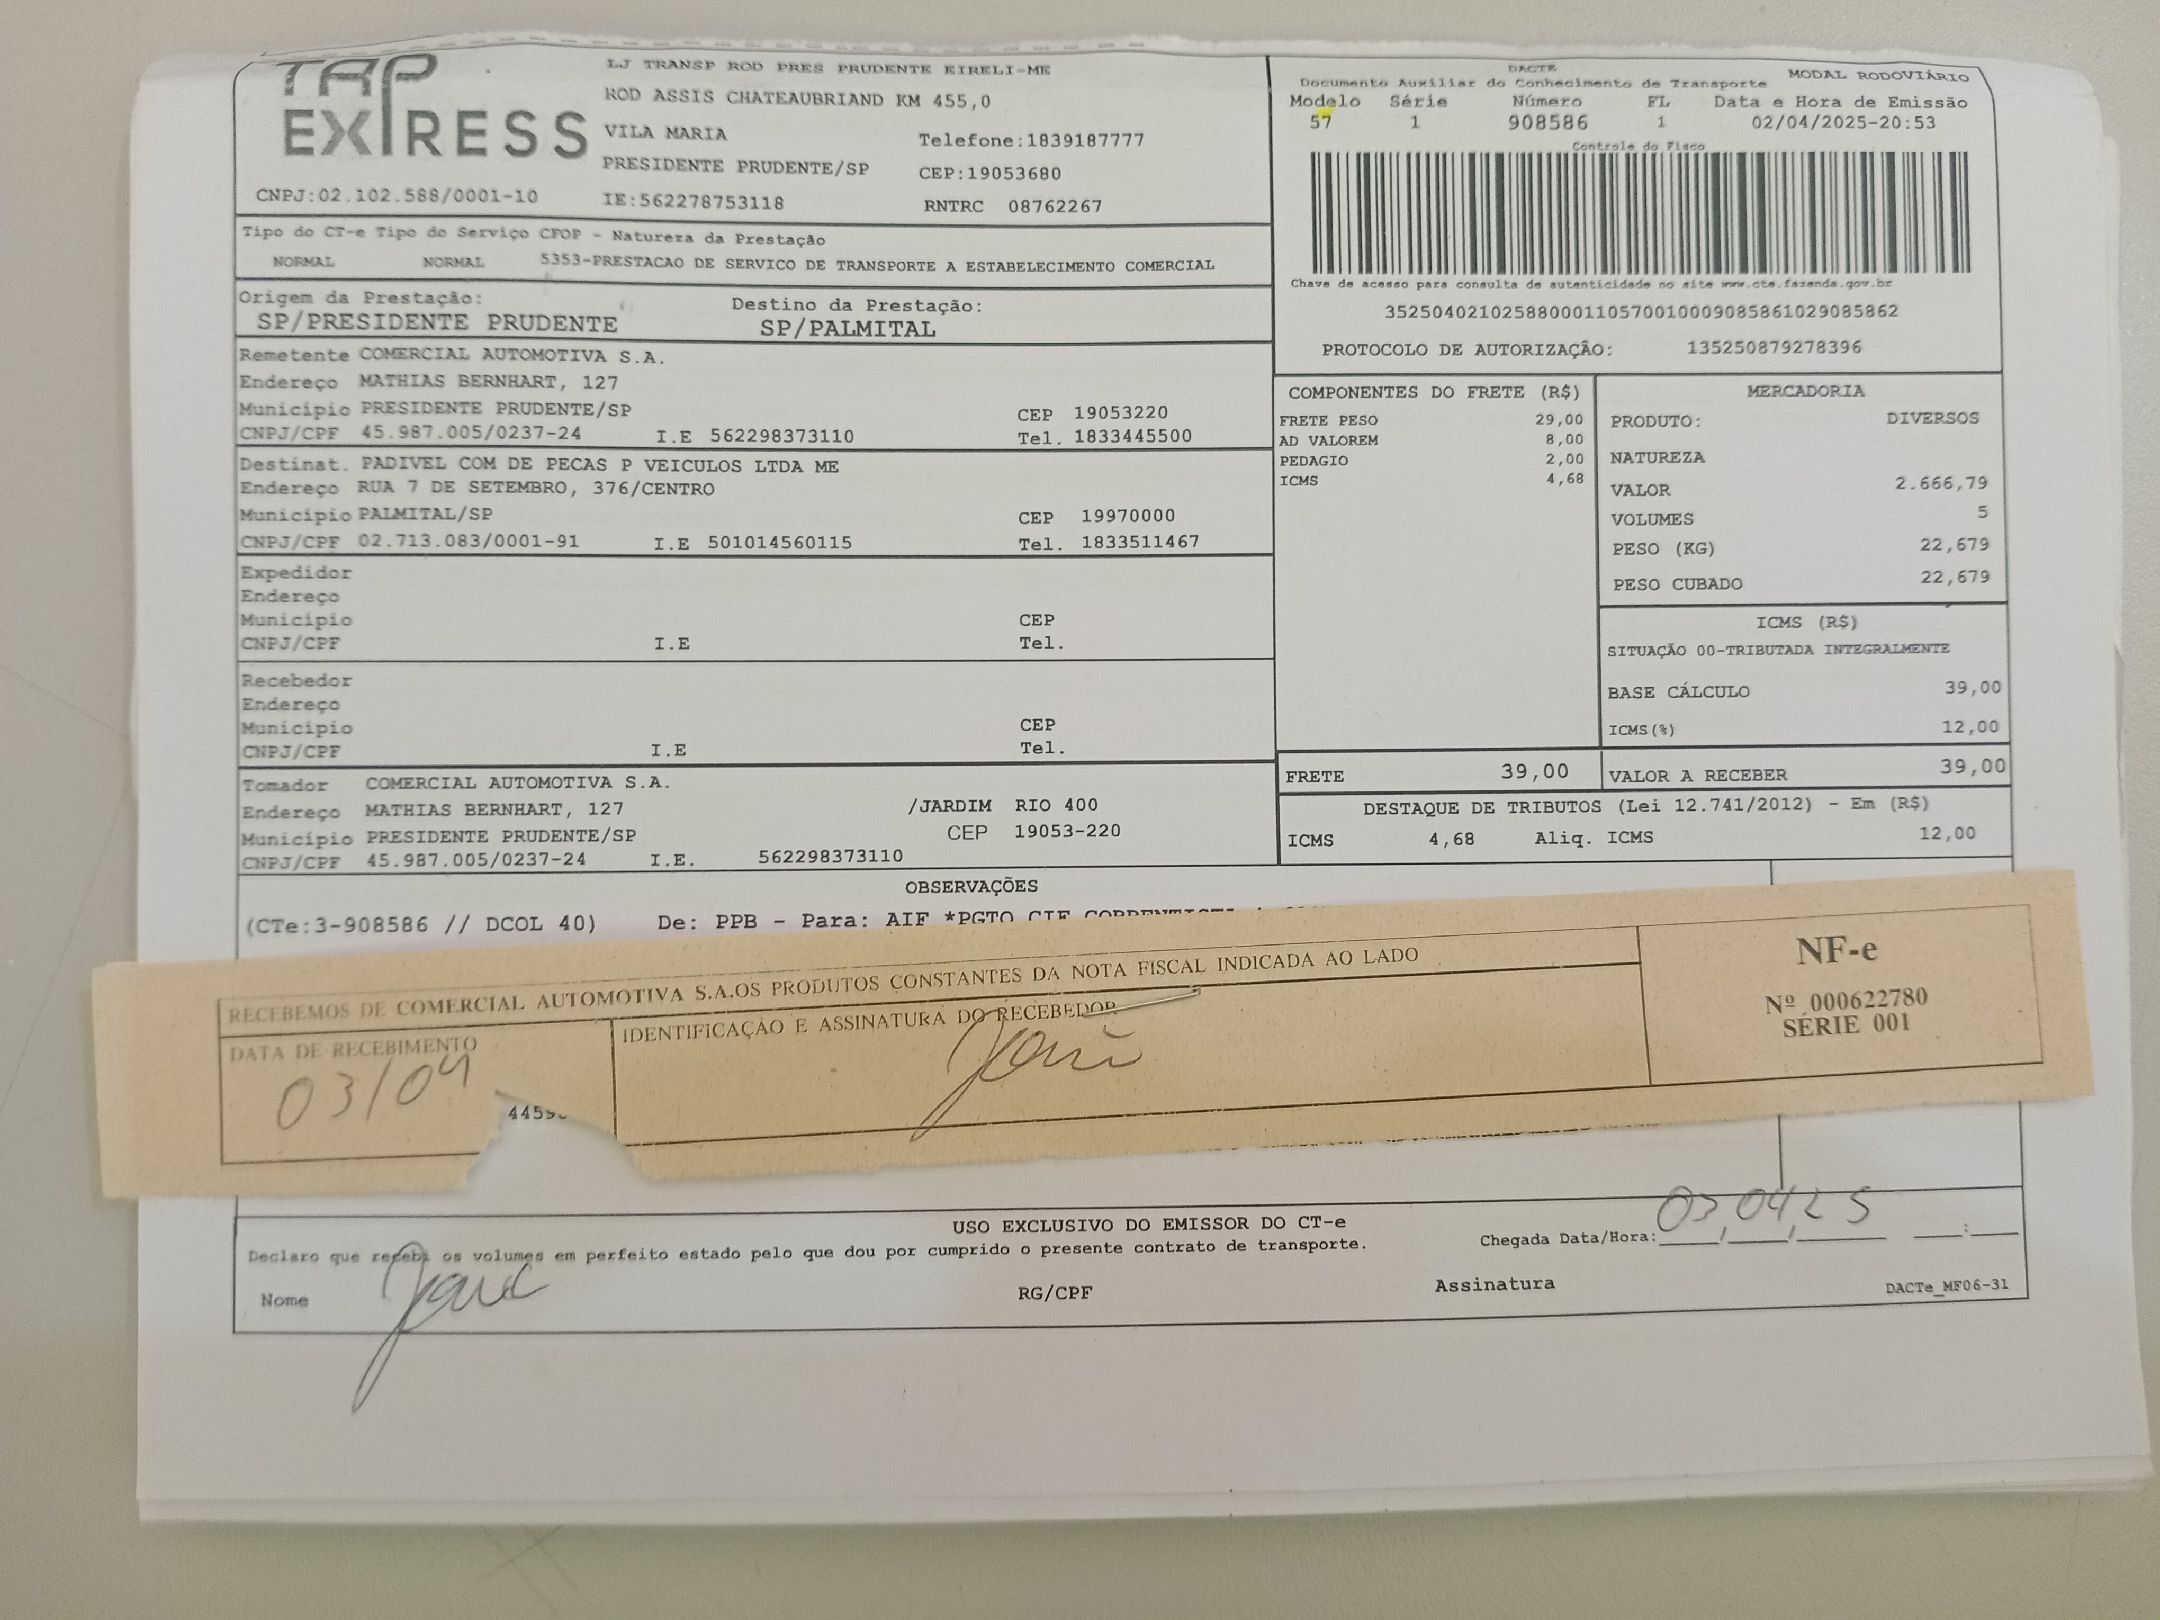 TAP
EXPRESS
CNPJ:02.102.588/0001-10
LJ TRANSP ROD PRES PRUDENTE EIRELI-ME
ROD ASSIS CHATEAUBRIAND KM 455,0
VILA MARIA Telefone:1839187777
PRESIDENTE PRUDENTE/SP CEP:19053680
IE:562278753118 RNTRC 08762267
DACTE
Documento Auxiliar do Conhecimento de Transporte MODAL RODOVIÁRIO
Modelo Série Número FL Data e Hora de Emissão
57 1 908586 1 02/04/2025-20:53
Controle do Fisco
Chave de acesso para consulta de autenticidade no site www.cte.fazenda.gov.br
35250402102588000110570010009085861029085862
PROTOCOLO DE AUTORIZAÇÃO: 135250879278396
Tipo do CT-e Tipo do Serviço CFOP - Natureza da Prestação
NORMAL NORMAL 5353-PRESTACAO DE SERVICO DE TRANSPORTE A ESTABELECIMENTO COMERCIAL
Origem da Prestação: Destino da Prestação:
SP/PRESIDENTE PRUDENTE SP/PALMITAL
Remetente COMERCIAL AUTOMOTIVA S.A.
Endereço MATHIAS BERNHART, 127
Município PRESIDENTE PRUDENTE/SP CEP 19053220
CNPJ/CPF 45.987.005/0237-24 I.E 562298373110 Tel. 1833445500
Destinat. PADIVEL COM DE PECAS P VEICULOS LTDA ME
Endereço RUA 7 DE SETEMBRO, 376/CENTRO
Município PALMITAL/SP CEP 19970000
CNPJ/CPF 02.713.083/0001-91 I.E 501014560115 Tel. 1833511467
Expedidor
Endereço
Município CEP
CNPJ/CPF I.E Tel.
Recebedor
Endereço
Município CEP
CNPJ/CPF I.E Tel.
Tomador COMERCIAL AUTOMOTIVA S.A.
Endereço MATHIAS BERNHART, 127 /JARDIM RIO 400
Município PRESIDENTE PRUDENTE/SP CEP 19053-220
CNPJ/CPF 45.987.005/0237-24 I.E. 562298373110
COMPONENTES DO FRETE (R$)
FRETE PESO 29,00
AD VALOREM 8,00
PEDAGIO 2,00
ICMS 4,68
MERCADORIA
PRODUTO: DIVERSOS
NATUREZA
VALOR 2.666,79
VOLUMES 5
PESO (KG) 22,679
PESO CUBADO 22,679
ICMS (R$)
SITUAÇÃO 00-TRIBUTADA INTEGRALMENTE
BASE CÁLCULO 39,00
ICMS(%) 12,00
FRETE 39,00 VALOR A RECEBER 39,00
DESTAQUE DE TRIBUTOS (Lei 12.741/2012) - Em (R$)
ICMS 4,68 Aliq. ICMS 12,00
OBSERVAÇÕES
(CTe:3-908586 // DCOL 40) De: PPB - Para: AIF *PGTO CIF CORRENTISTA
RECEBEMOS DE COMERCIAL AUTOMOTIVA S.A.OS PRODUTOS CONSTANTES DA NOTA FISCAL INDICADA AO LADO
DATA DE RECEBIMENTO IDENTIFICAÇÃO E ASSINATURA DO RECEBEDOR
03/04
NF-e
Nº 000622780
SÉRIE 001
USO EXCLUSIVO DO EMISSOR DO CT-e
Declaro que recebi os volumes em perfeito estado pelo que dou por cumprido o presente contrato de transporte.
Chegada Data/Hora: 03/04/25 :
Nome RG/CPF Assinatura DACTe_MF06-31